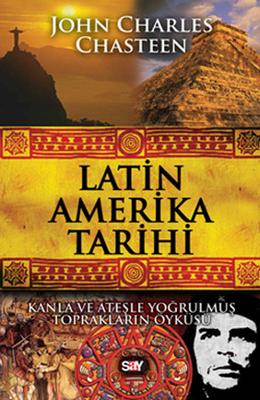 JOHN CHARLES
CHASTEEN
LATİN
AMERİKA
TARİHİ
KANLA VE ATEŞLE YOĞRULMUŞ
TOPRAKLARIN ÖYKÜSÜ
say